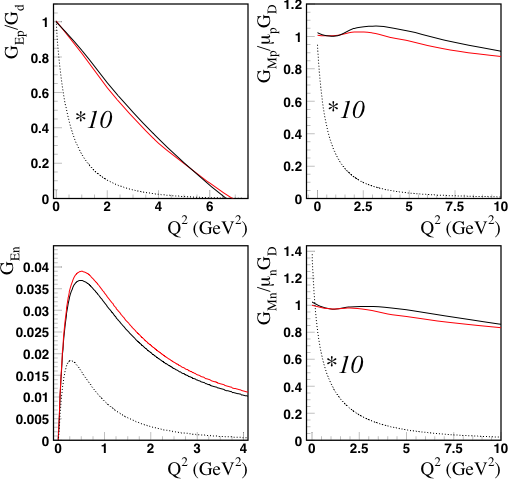 G_Ep/G_d
1
0.8
0.6
0.4
0.2
0
*10
0 2 4 6
Q² (GeV²)
G_Mp/μ_pG_D
1.2
1
0.8
0.6
0.4
0.2
0
*10
0 2.5 5 7.5 10
Q² (GeV²)
G_En
0.04
0.035
0.03
0.025
0.02
0.015
0.01
0.005
0
0 1 2 3 4
Q² (GeV²)
G_Mn/μ_nG_D
1.4
1.2
1
0.8
0.6
0.4
0.2
0
*10
0 2.5 5 7.5 10
Q² (GeV²)